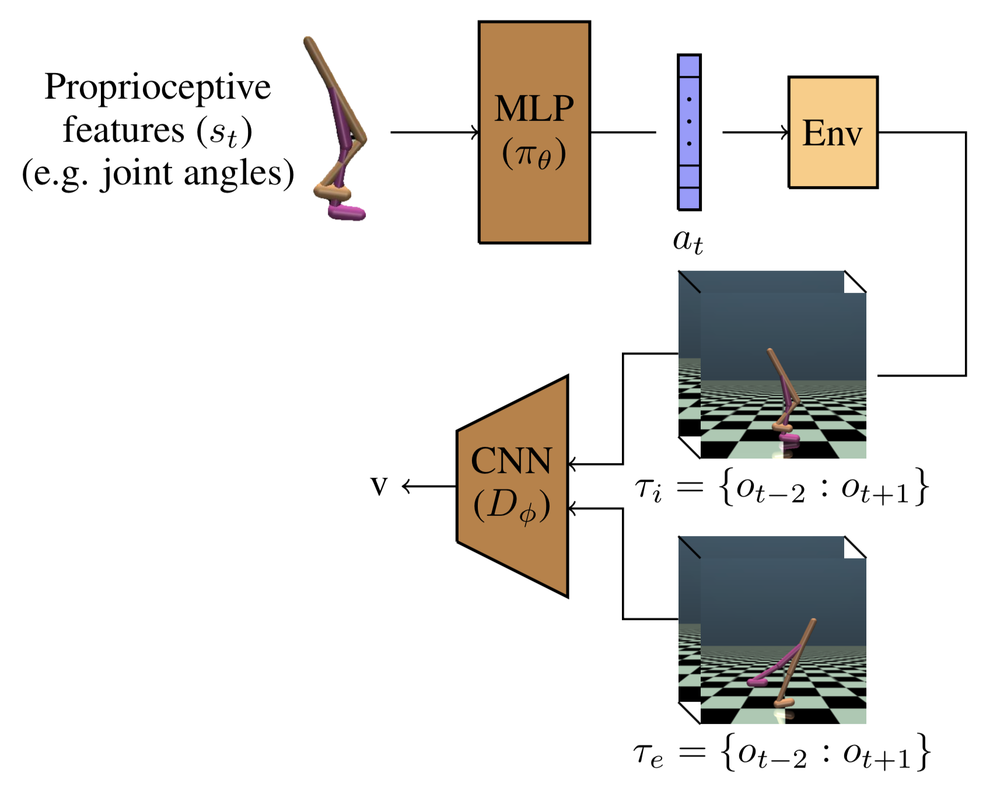 Proprioceptive
features (s_t)
(e.g. joint angles)
MLP
(π_θ)
a_t
Env
CNN
(D_ϕ)
v
τ_i = {o_{t−2} : o_{t+1}}
τ_e = {o_{t−2} : o_{t+1}}